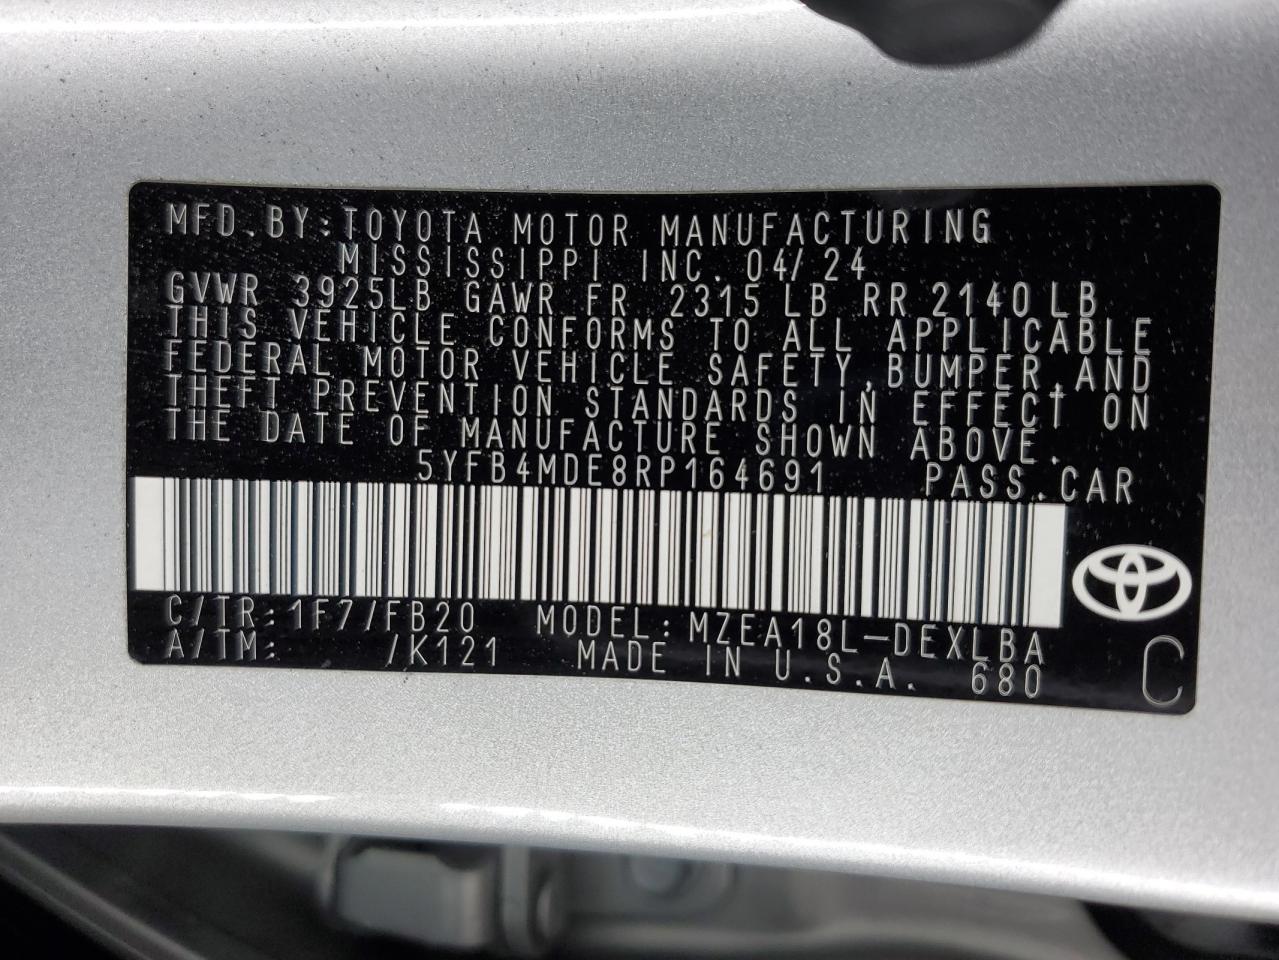 MFD.BY:TOYOTA MOTOR MANUFACTURING
MISSISSIPPI INC. 04/24
GVWR 3925LB GAWR FR 2315 LB RR 2140 LB
THIS VEHICLE CONFORMS TO ALL APPLICABLE
FEDERAL MOTOR VEHICLE SAFETY,BUMPER,AND
THEFT PREVENTION STANDARDS IN EFFECT ON
THE DATE OF MANUFACTURE SHOWN ABOVE.
5YFB4MDE8RP164691 PASS.CAR
C/TR:1F7/FB20 MODEL:MZEA18L-DEXLBA
A/TM: /K121 MADE IN U.S.A. 680
C